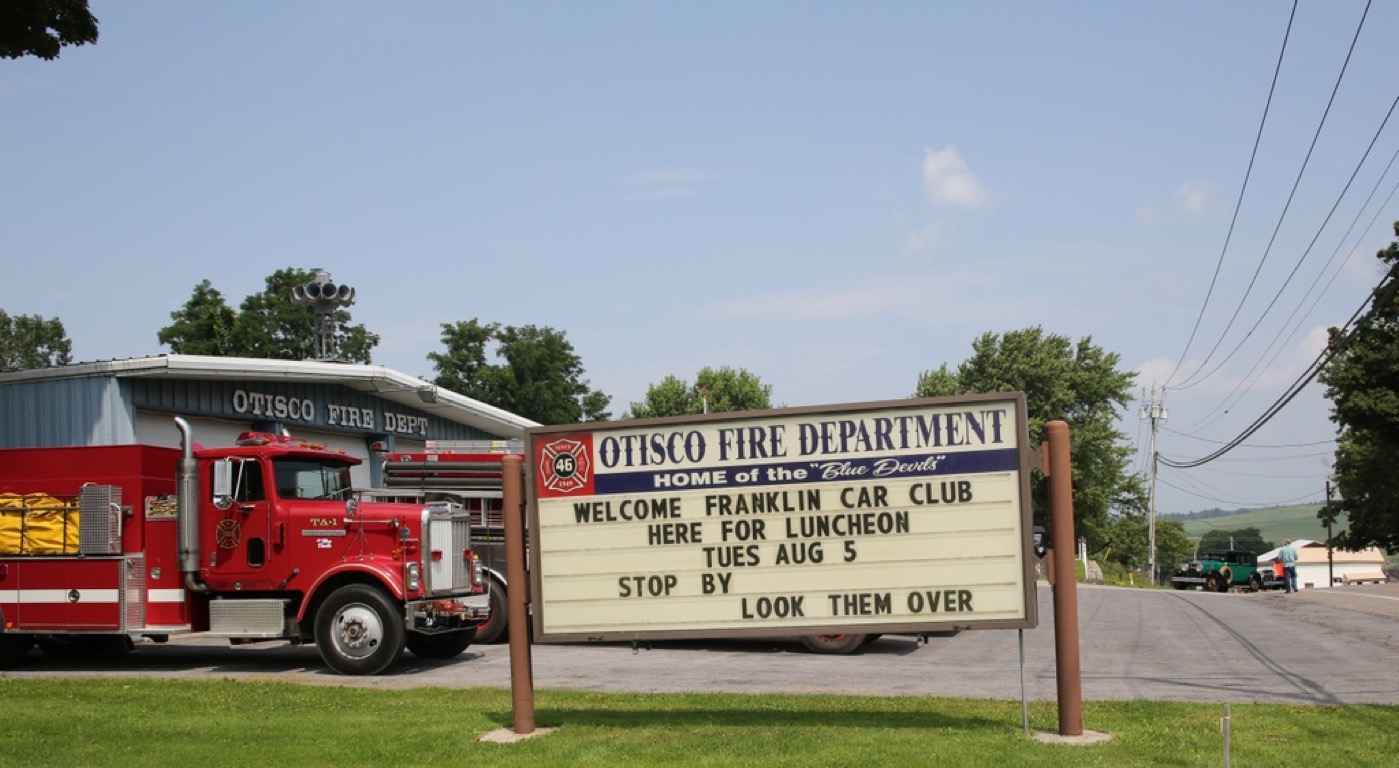 OTISCO FIRE DEPT
TA-1
46
1949
OTISCO FIRE DEPARTMENT
HOME of the "Blue Devils"
WELCOME FRANKLIN CAR CLUB
HERE FOR LUNCHEON
TUES AUG 5
STOP BY
LOOK THEM OVER